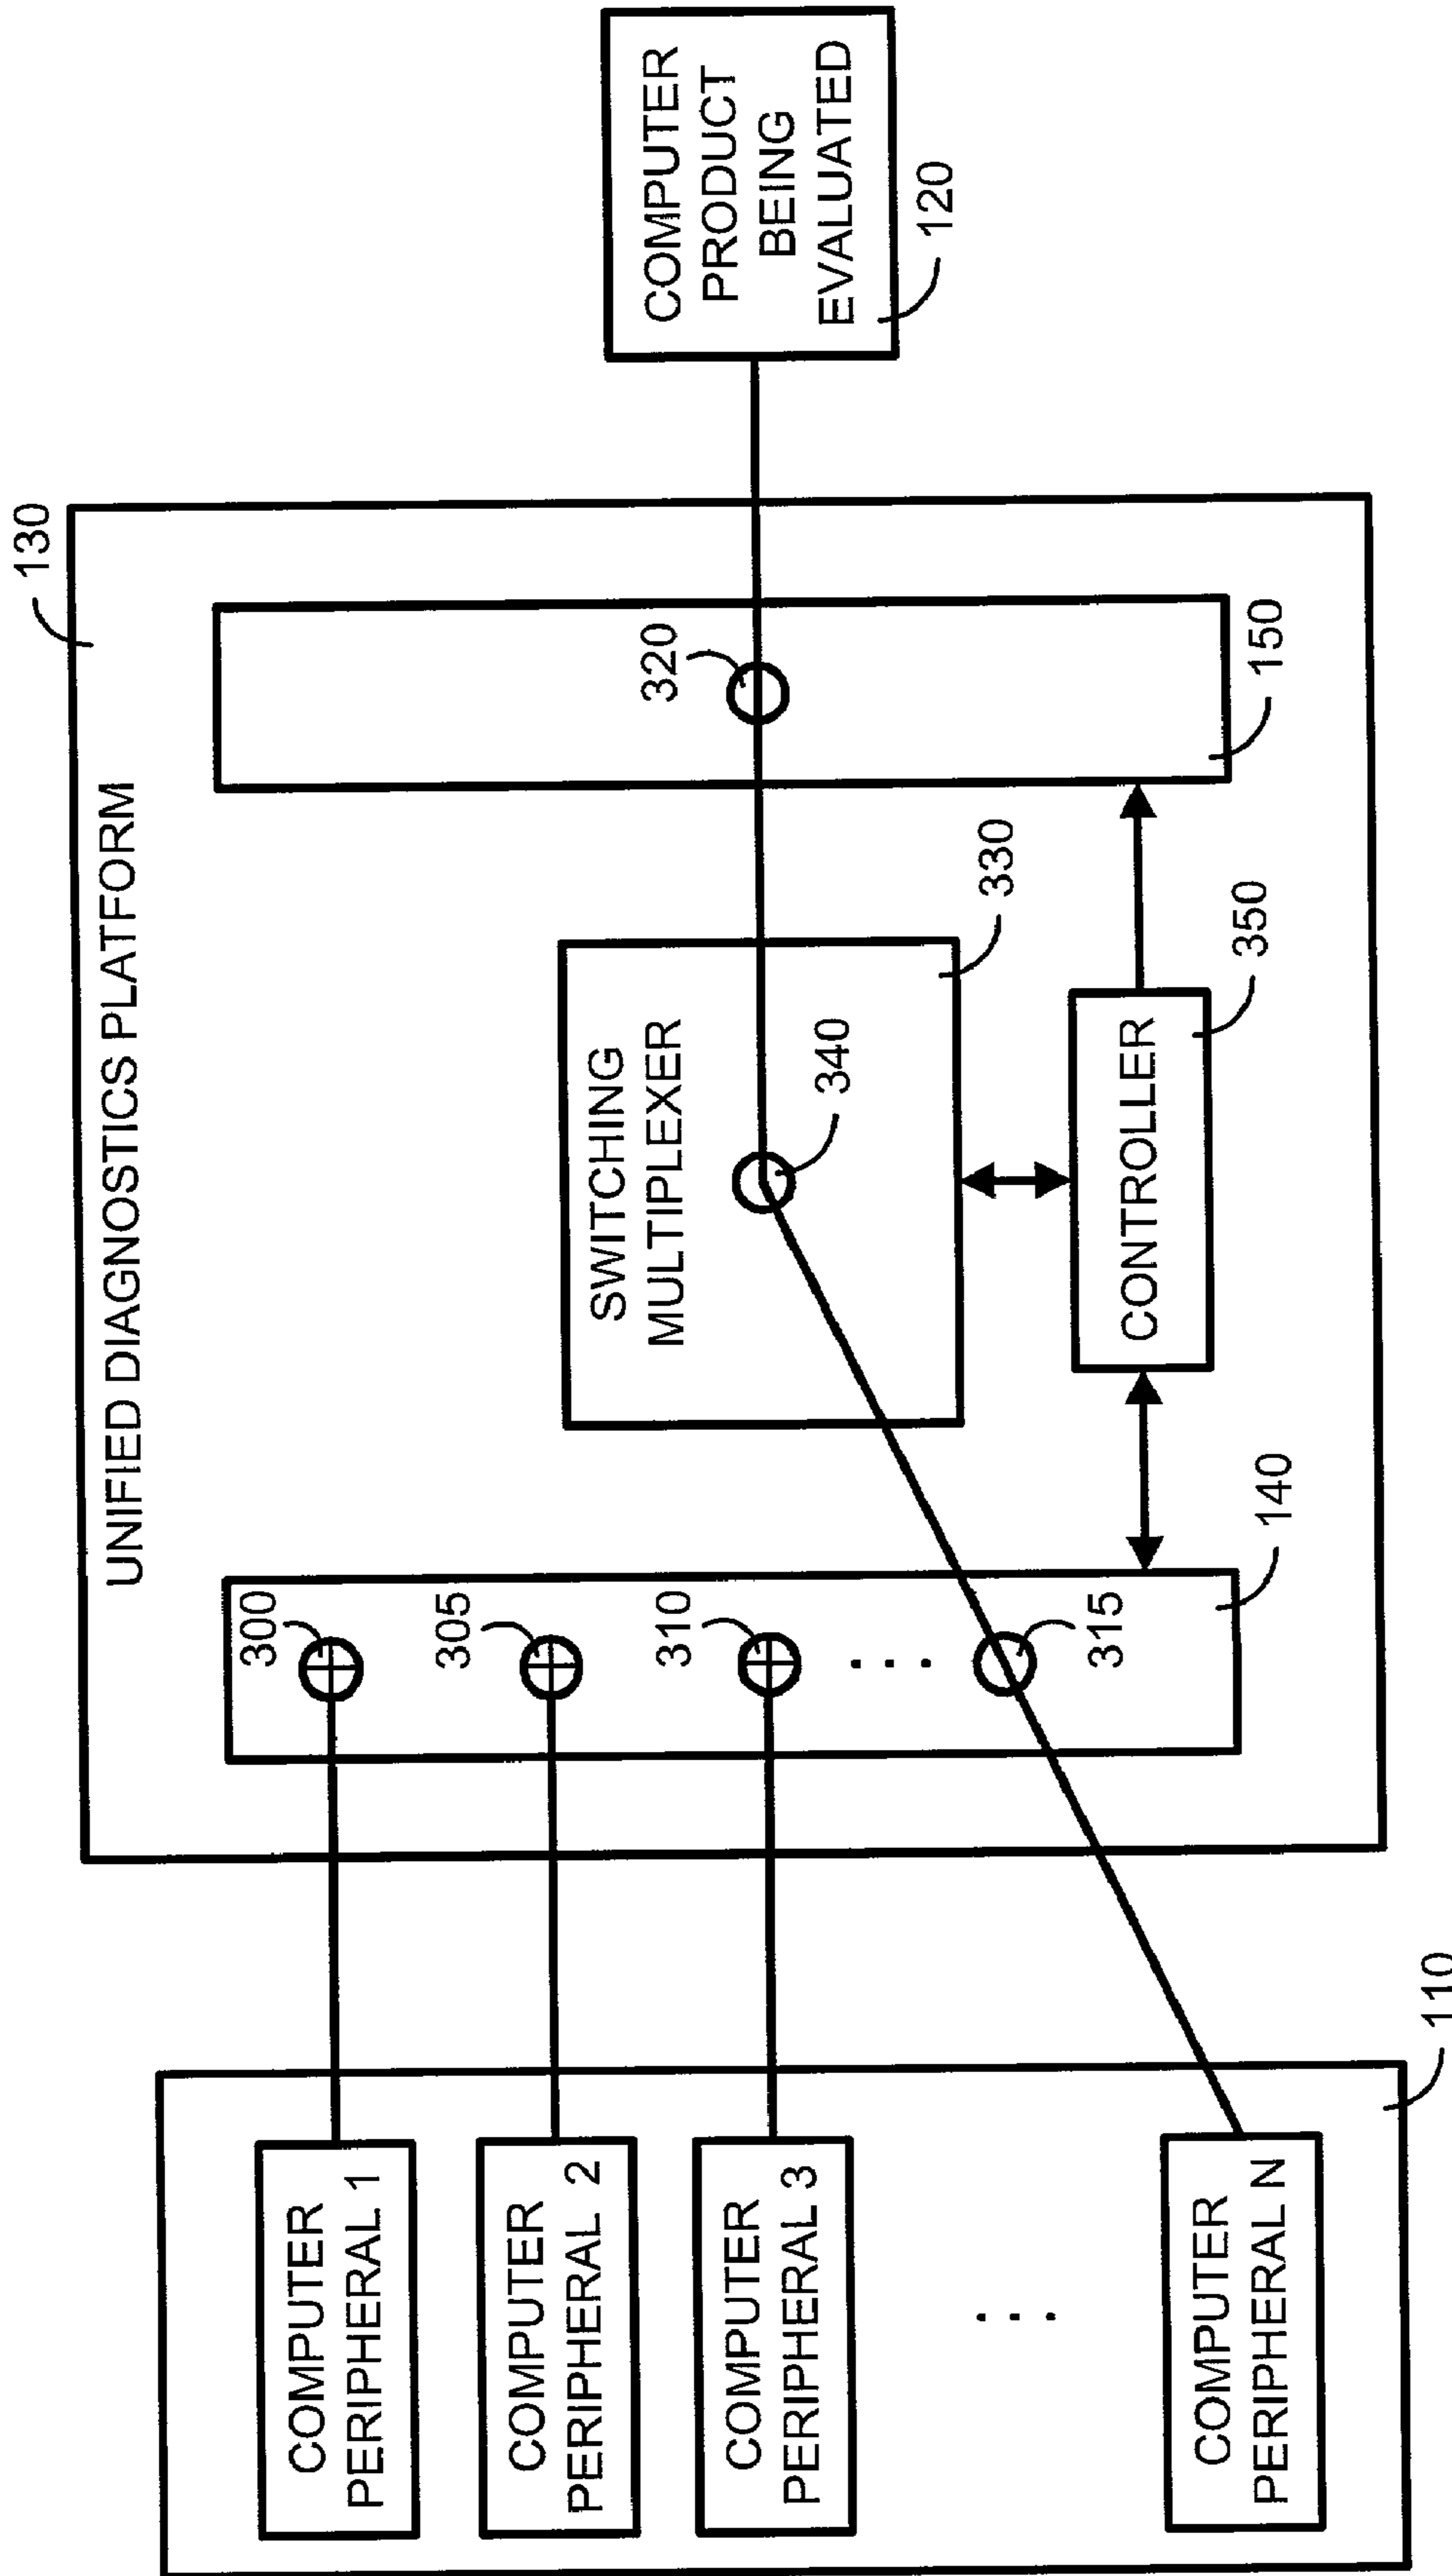 UNIFIED DIAGNOSTICS PLATFORM
130
COMPUTER
PERIPHERAL 1
COMPUTER
PERIPHERAL 2
COMPUTER
PERIPHERAL 3
. . .
COMPUTER
PERIPHERAL N
110
300
305
310
. . .
315
140
SWITCHING
MULTIPLEXER
340
330
CONTROLLER
350
320
150
COMPUTER
PRODUCT
BEING
EVALUATED
120